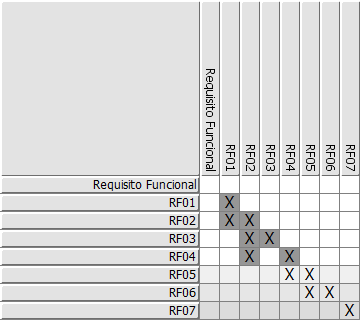 Requisito Funcional RF01 RF02 RF03 RF04 RF05 RF06 RF07
Requisito Funcional
RF01 X
RF02 X X
RF03 X X
RF04 X X
RF05 X X
RF06 X X
RF07 X